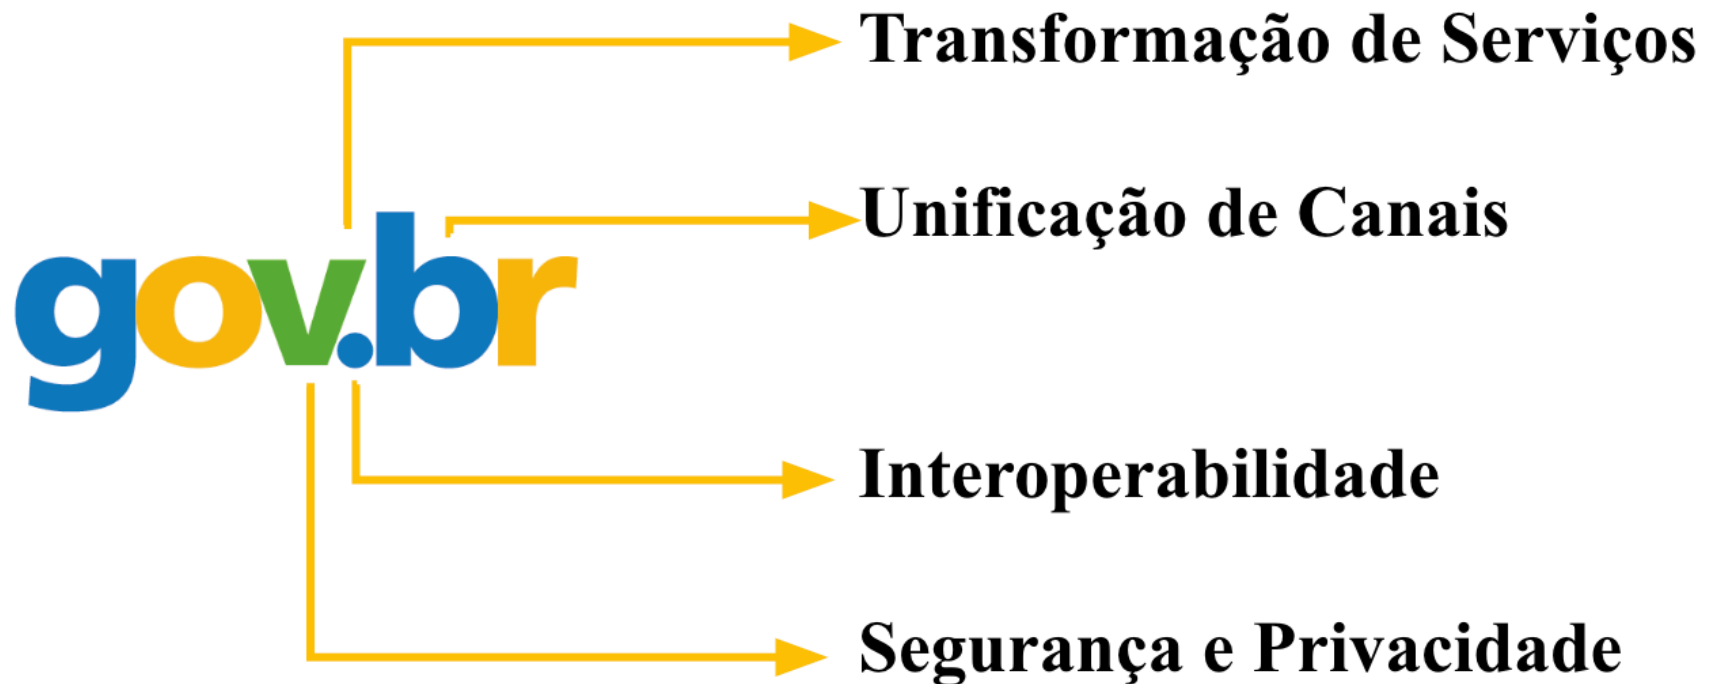 Transformação de Serviços
Unificação de Canais
gov.br
Interoperabilidade
Segurança e Privacidade